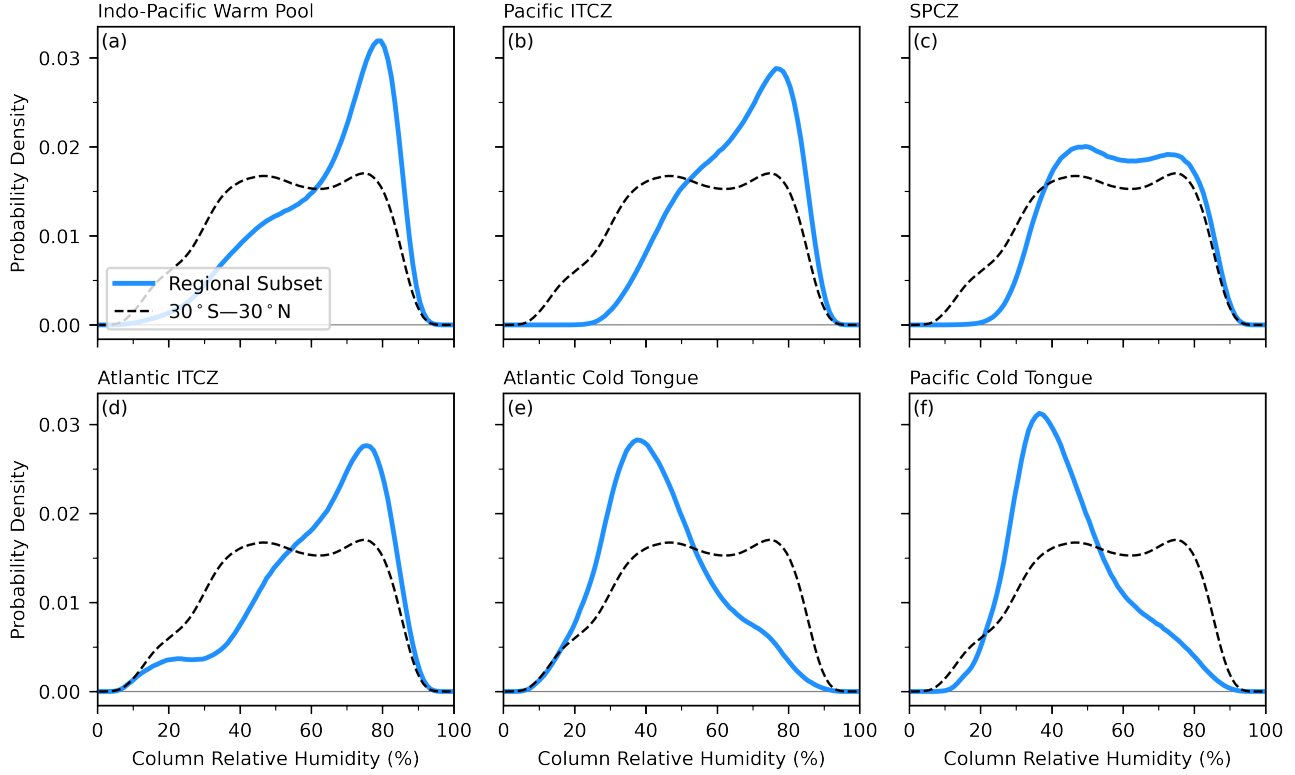 Indo-Pacific Warm Pool
Pacific ITCZ
SPCZ
(a)
(b)
(c)
0.03
0.02
0.01
0.00
Probability Density
Regional Subset
30°S—30°N
Atlantic ITCZ
Atlantic Cold Tongue
Pacific Cold Tongue
(d)
(e)
(f)
0.03
0.02
0.01
0.00
Probability Density
0 20 40 60 80 100
0 20 40 60 80 100
0 20 40 60 80 100
Column Relative Humidity (%)
Column Relative Humidity (%)
Column Relative Humidity (%)